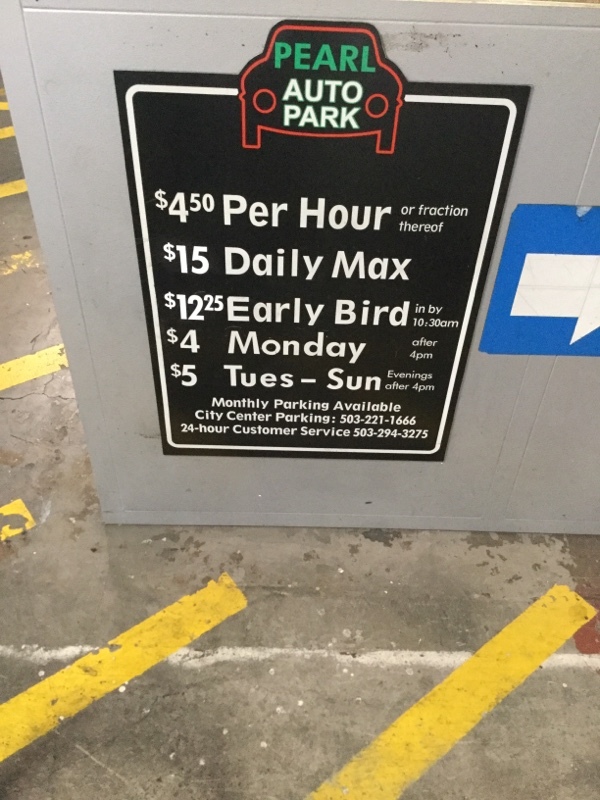 PEARL
AUTO
PARK
$4.50 Per Hour or fraction thereof
$15 Daily Max
$12.25 Early Bird in by 10:30am
$4 Monday after 4pm
$5 Tues – Sun Evenings after 4pm
Monthly Parking Available
City Center Parking: 503-221-1666
24-hour Customer Service 503-294-3275